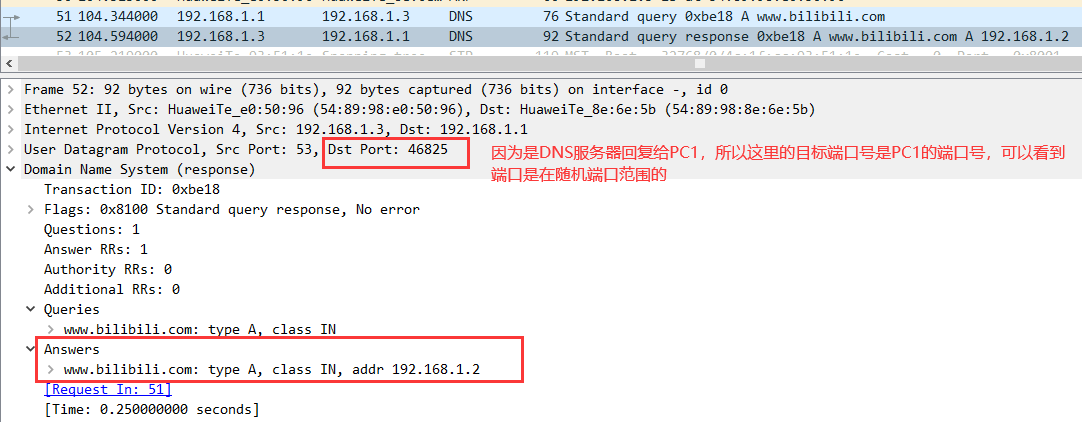 51 104.344000 192.168.1.1 192.168.1.3 DNS 76 Standard query 0xbe18 A www.bilibili.com
52 104.594000 192.168.1.3 192.168.1.1 DNS 92 Standard query response 0xbe18 A www.bilibili.com A 192.168.1.2
Frame 52: 92 bytes on wire (736 bits), 92 bytes captured (736 bits) on interface -, id 0
Ethernet II, Src: HuaweiTe_e0:50:96 (54:89:98:e0:50:96), Dst: HuaweiTe_8e:6e:5b (54:89:98:8e:6e:5b)
Internet Protocol Version 4, Src: 192.168.1.3, Dst: 192.168.1.1
User Datagram Protocol, Src Port: 53, Dst Port: 46825
因为是DNS服务器回复给PC1，所以这里的目标端口号是PC1的端口号，可以看到
端口是在随机端口范围的
Domain Name System (response)
Transaction ID: 0xbe18
Flags: 0x8100 Standard query response, No error
Questions: 1
Answer RRs: 1
Authority RRs: 0
Additional RRs: 0
Queries
www.bilibili.com: type A, class IN
Answers
www.bilibili.com: type A, class IN, addr 192.168.1.2
[Request In: 51]
[Time: 0.250000000 seconds]